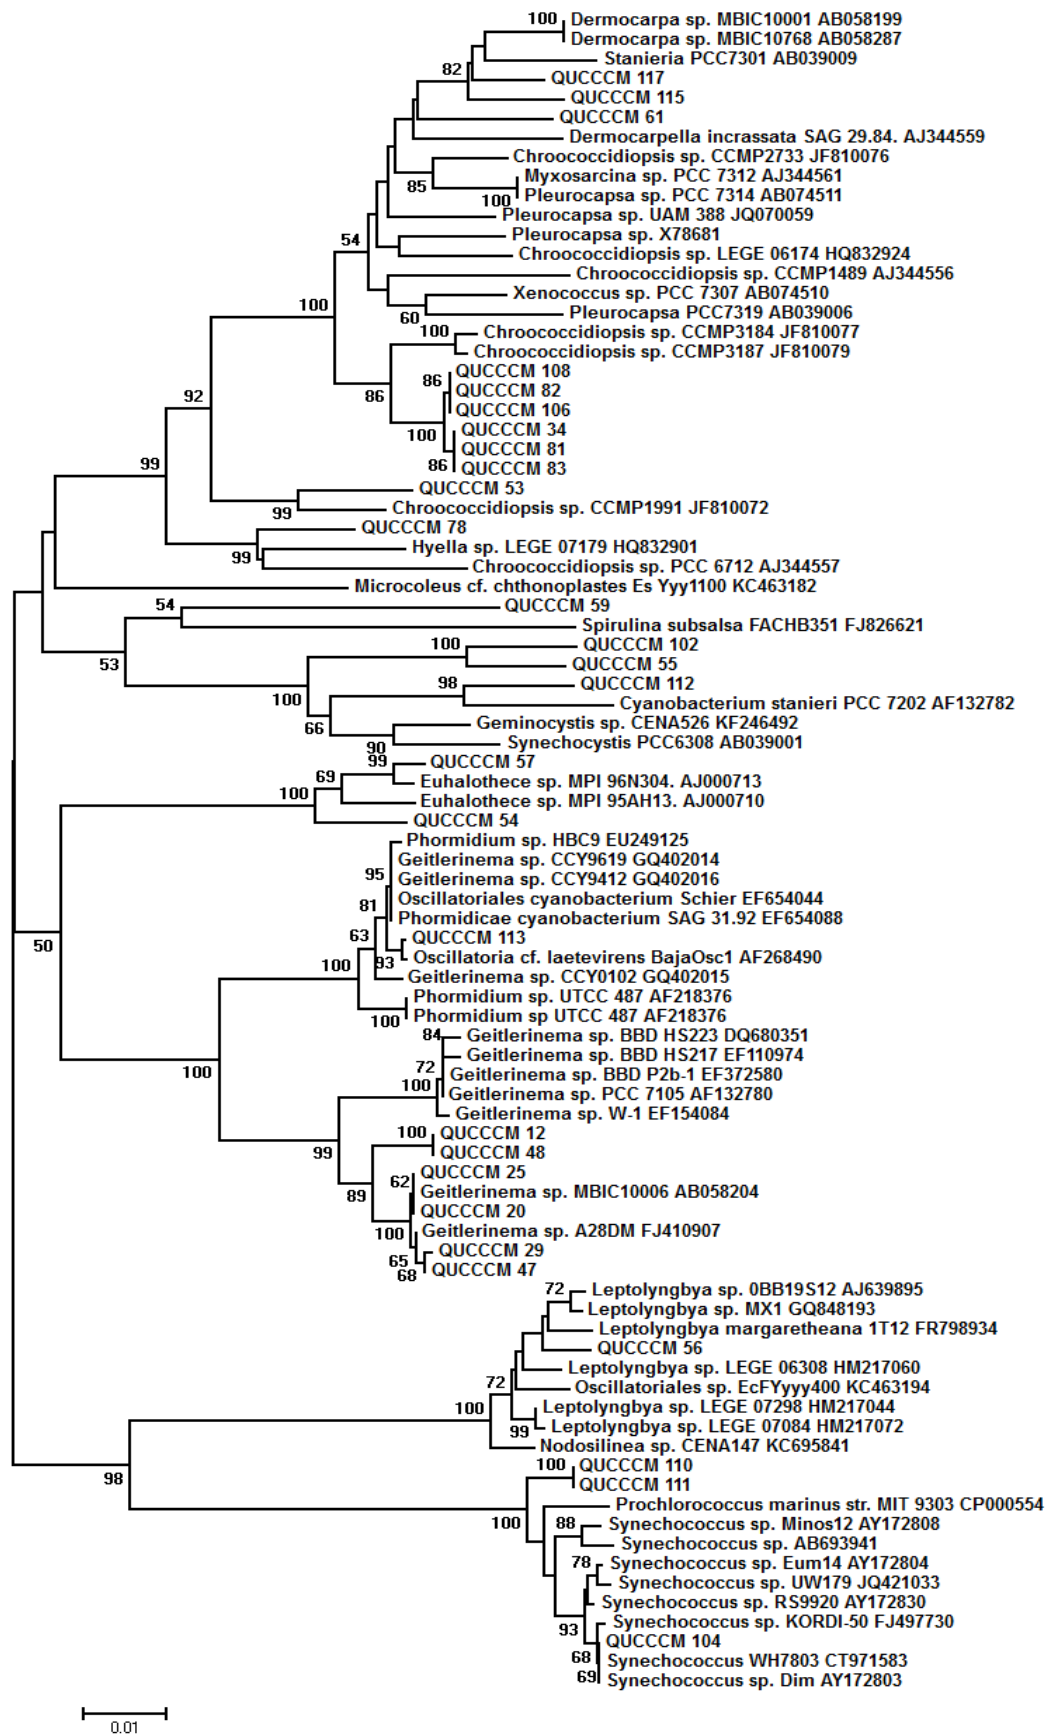 100 Dermocarpa sp. MBIC10001 AB058199
Dermocarpa sp. MBIC10768 AB058287
Stanieria PCC7301 AB039009
82 QUCCCM 117
QUCCCM 115
QUCCCM 61
Dermocarpella incrassata SAG 29.84. AJ344559
Chroococcidiopsis sp. CCMP2733 JF810076
85 Myxosarcina sp. PCC 7312 AJ344561
100 Pleurocapsa sp. PCC 7314 AB074511
Pleurocapsa sp. UAM 388 JQ070059
54 Pleurocapsa sp. X78681
Chroococcidiopsis sp. LEGE 06174 HQ832924
Chroococcidiopsis sp. CCMP1489 AJ344556
100 Xenococcus sp. PCC 7307 AB074510
60 Pleurocapsa PCC7319 AB039006
100 Chroococcidiopsis sp. CCMP3184 JF810077
Chroococcidiopsis sp. CCMP3187 JF810079
QUCCCM 108
86 QUCCCM 82
92 86 QUCCCM 106
100 QUCCCM 34
QUCCCM 81
99 86 QUCCCM 83
QUCCCM 53
99 Chroococcidiopsis sp. CCMP1991 JF810072
QUCCCM 78
99 Hyella sp. LEGE 07179 HQ832901
Chroococcidiopsis sp. PCC 6712 AJ344557
Microcoleus cf. chthonoplastes Es Yyy1100 KC463182
54 QUCCCM 59
Spirulina subsalsa FACHB351 FJ826621
100 QUCCCM 102
53 QUCCCM 55
98 QUCCCM 112
100 Cyanobacterium stanieri PCC 7202 AF132782
66 Geminocystis sp. CENA526 KF246492
90 Synechocystis PCC6308 AB039001
99 QUCCCM 57
69 Euhalothece sp. MPI 96N304. AJ000713
100 Euhalothece sp. MPI 95AH13. AJ000710
QUCCCM 54
Phormidium sp. HBC9 EU249125
Geitlerinema sp. CCY9619 GQ402014
95 Geitlerinema sp. CCY9412 GQ402016
Oscillatoriales cyanobacterium Schier EF654044
81 Phormidicae cyanobacterium SAG 31.92 EF654088
63 QUCCCM 113
50 93 Oscillatoria cf. laetevirens BajaOsc1 AF268490
100 Geitlerinema sp. CCY0102 GQ402015
Phormidium sp. UTCC 487 AF218376
100 Phormidium sp UTCC 487 AF218376
84 Geitlerinema sp. BBD HS223 DQ680351
Geitlerinema sp. BBD HS217 EF110974
100 72 Geitlerinema sp. BBD P2b-1 EF372580
100 Geitlerinema sp. PCC 7105 AF132780
Geitlerinema sp. W-1 EF154084
100 QUCCCM 12
99 QUCCCM 48
62 QUCCCM 25
89 Geitlerinema sp. MBIC10006 AB058204
QUCCCM 20
100 Geitlerinema sp. A28DM FJ410907
65 QUCCCM 29
68 QUCCCM 47
72 Leptolyngbya sp. 0BB19S12 AJ639895
Leptolyngbya sp. MX1 GQ848193
Leptolyngbya margaretheana 1T12 FR798934
QUCCCM 56
Leptolyngbya sp. LEGE 06308 HM217060
72 Oscillatoriales sp. EcFYyyy400 KC463194
100 Leptolyngbya sp. LEGE 07298 HM217044
99 Leptolyngbya sp. LEGE 07084 HM217072
Nodosilinea sp. CENA147 KC695841
100 QUCCCM 110
98 QUCCCM 111
Prochlorococcus marinus str. MIT 9303 CP000554
100 88 Synechococcus sp. Minos12 AY172808
Synechococcus sp. AB693941
78 Synechococcus sp. Eum14 AY172804
Synechococcus sp. UW179 JQ421033
Synechococcus sp. RS9920 AY172830
93 Synechococcus sp. KORDI-50 FJ497730
QUCCCM 104
68 Synechococcus WH7803 CT971583
69 Synechococcus sp. Dim AY172803
0.01